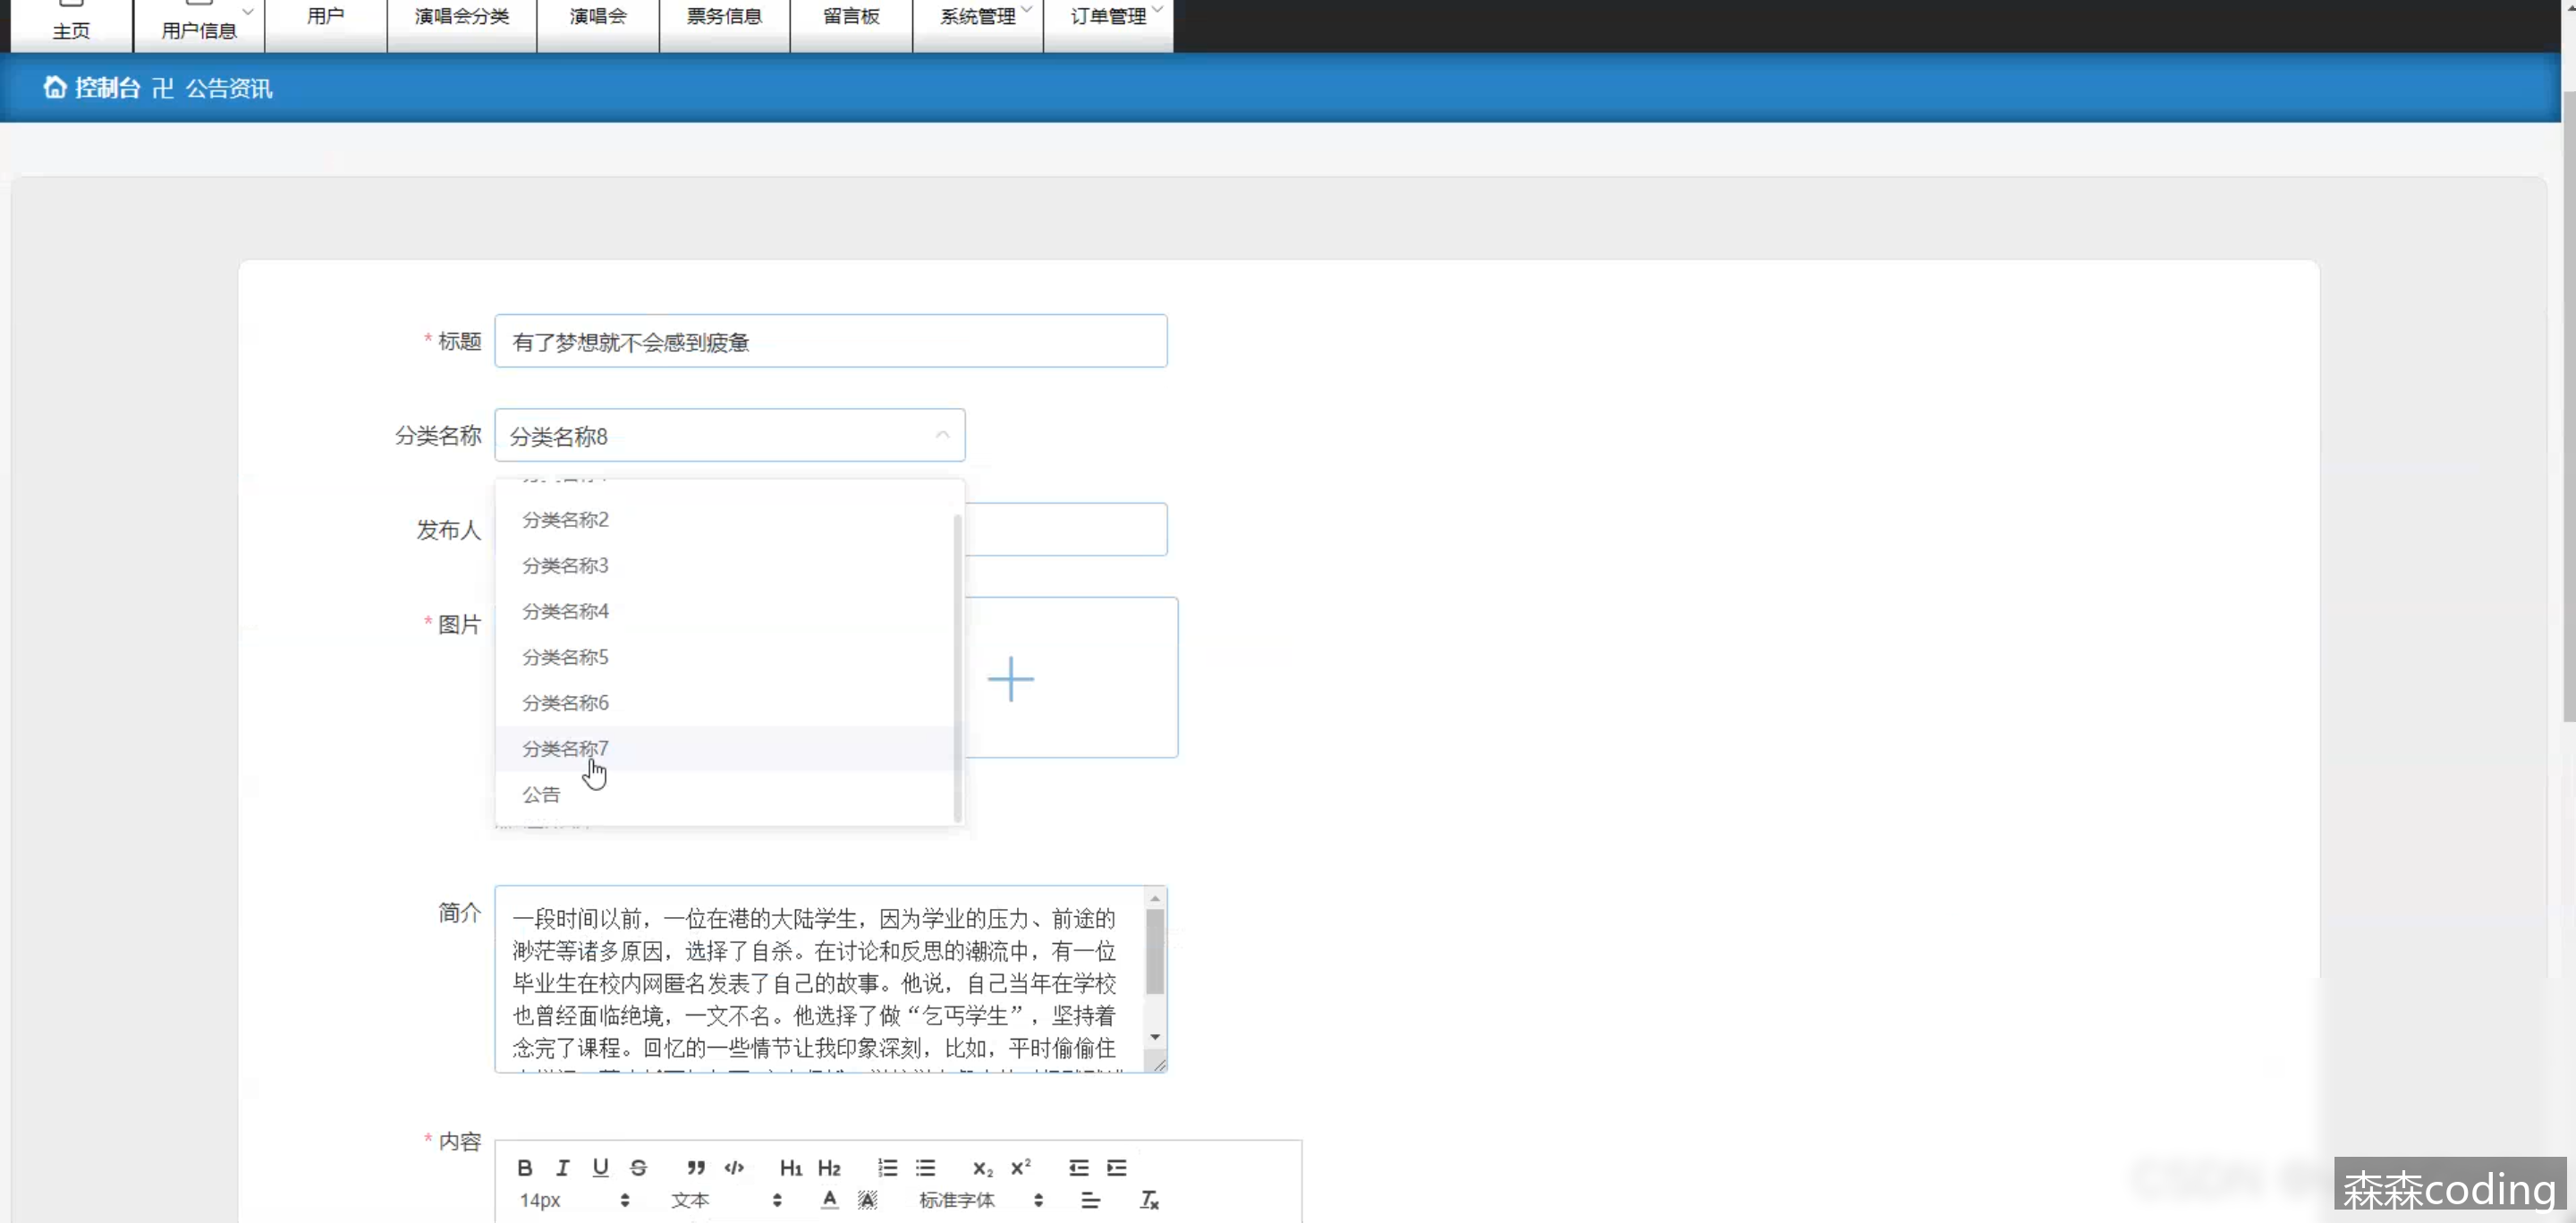 主页 用户信息 用户 演唱会分类 演唱会 票务信息 留言板 系统管理 订单管理
控制台 卍 公告资讯
* 标题 有了梦想就不会感到疲惫
分类名称 分类名称8
分类名称2
发布人
分类名称3
分类名称4
* 图片
分类名称5
分类名称6
分类名称7
公告
简介 一段时间以前，一位在港的大陆学生，因为学业的压力、前途的
渺茫等诸多原因，选择了自杀。在讨论和反思的潮流中，有一位
毕业生在校内网匿名发表了自己的故事。他说，自己当年在学校
也曾经面临绝境，一文不名。他选择了做“乞丐学生”，坚持着
念完了课程。回忆的一些情节让我印象深刻，比如，平时偷偷住
* 内容
B I U S H1 H2 X2 X2
14px 文本 A A 标准字体 Tx
森森coding